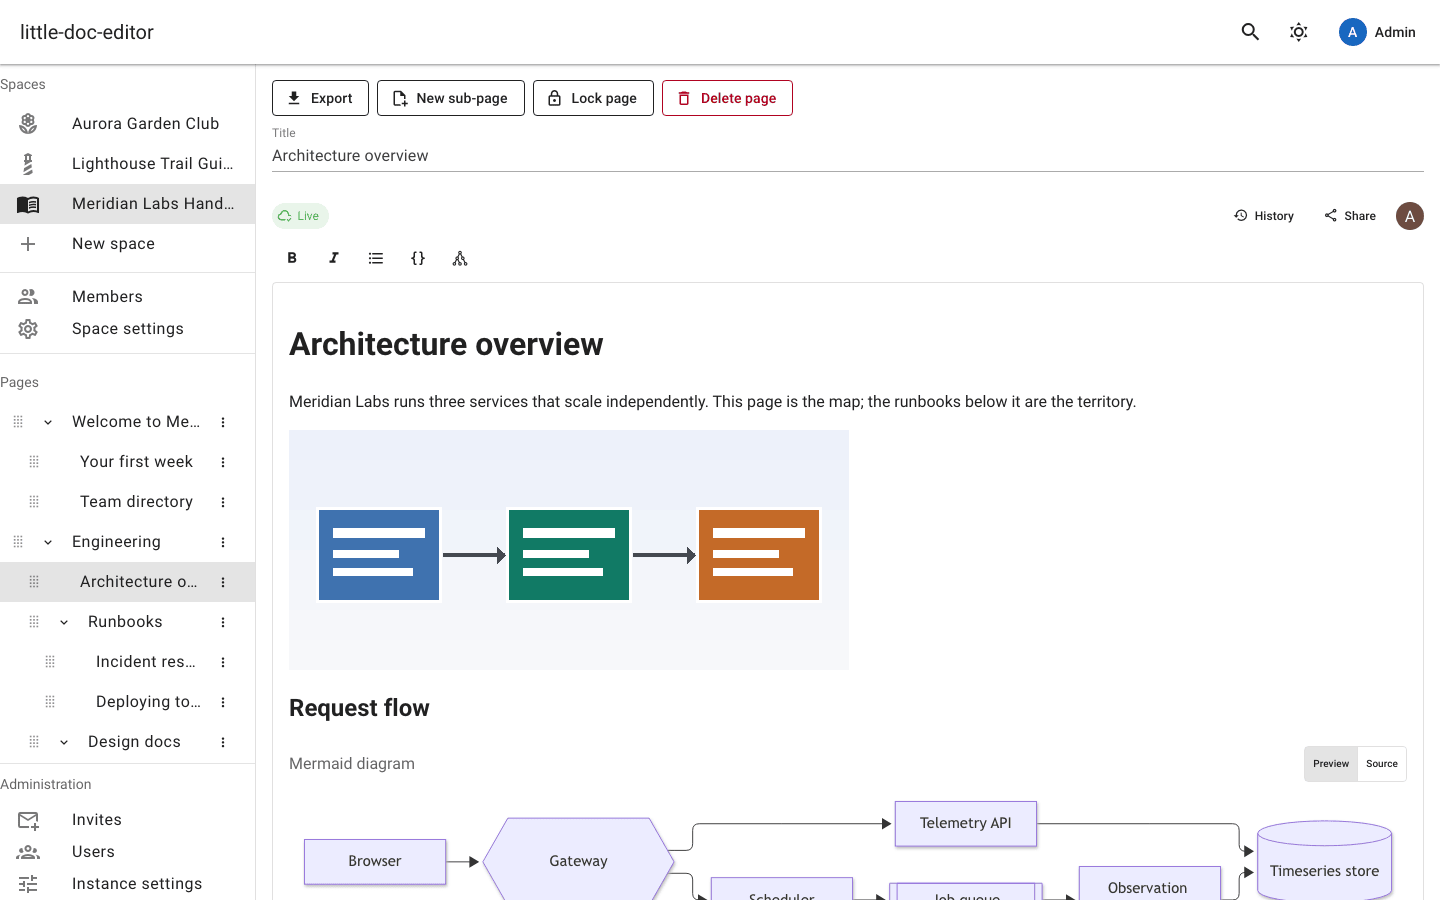 little-doc-editor
A Admin
Spaces
Aurora Garden Club
Lighthouse Trail Gui...
Meridian Labs Hand...
New space
Members
Space settings
Pages
Welcome to Me...
Your first week
Team directory
Engineering
Architecture o...
Runbooks
Incident res...
Deploying to...
Design docs
Administration
Invites
Users
Instance settings
Export
New sub-page
Lock page
Delete page
Title
Architecture overview
Live
History
Share
A
B I {}
Architecture overview
Meridian Labs runs three services that scale independently. This page is the map; the runbooks below it are the territory.
Request flow
Mermaid diagram
Preview
Source
Browser
Gateway
Telemetry API
Scheduler
Job queue
Observation
Timeseries store